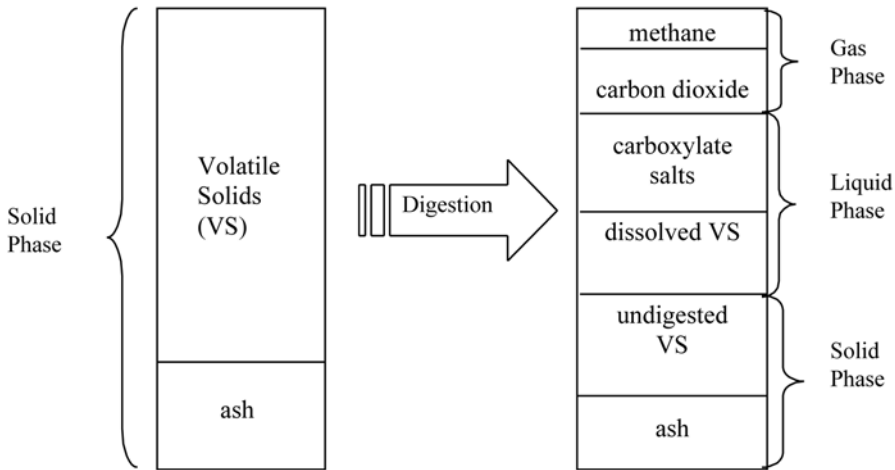 Solid
Phase
Volatile
Solids
(VS)
ash
Digestion
methane
carbon dioxide
carboxylate
salts
dissolved VS
undigested
VS
ash
Gas
Phase
Liquid
Phase
Solid
Phase